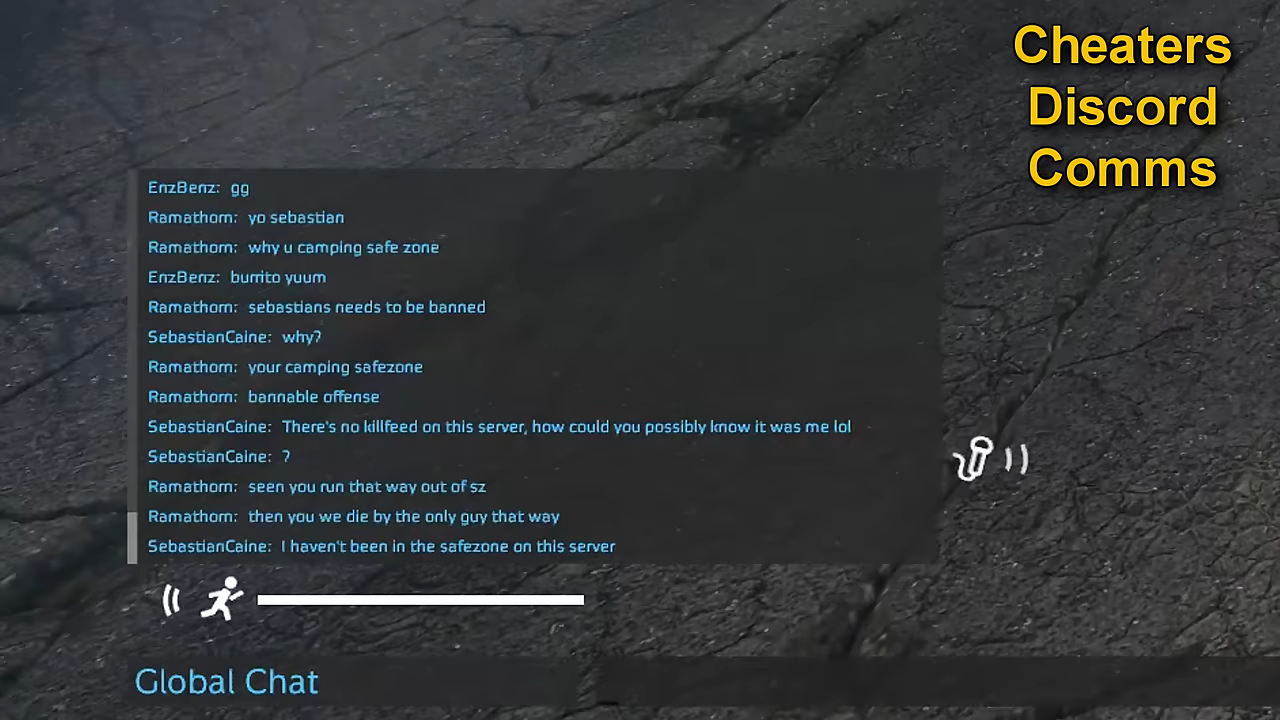 Cheaters
Discord
Comms
EnzBenz: gg
Ramathorn: yo sebastian
Ramathorn: why u camping safe zone
EnzBenz: burrito yuum
Ramathorn: sebastians needs to be banned
SebastianCaine: why?
Ramathorn: your camping safezone
Ramathorn: bannable offense
SebastianCaine: There's no killfeed on this server, how could you possibly know it was me lol
SebastianCaine: ?
Ramathorn: seen you run that way out of sz
Ramathorn: then you we die by the only guy that way
SebastianCaine: I haven't been in the safezone on this server
Global Chat